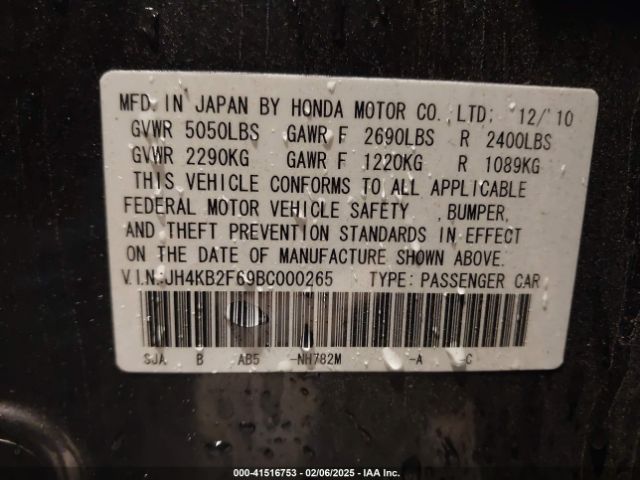 MFD. IN JAPAN BY HONDA MOTOR CO., LTD; 12/'10
GVWR 5050LBS GAWR F 2690LBS R 2400LBS
GVWR 2290KG GAWR F 1220KG R 1089KG
THIS VEHICLE CONFORMS TO ALL APPLICABLE
FEDERAL MOTOR VEHICLE SAFETY ,BUMPER,
AND THEFT PREVENTION STANDARDS IN EFFECT
ON THE DATE OF MANUFACTURE SHOWN ABOVE.
V.I.N:JH4KB2F69BC000265 TYPE: PASSENGER CAR
SJA B AB5 -NH782M -A -C
000-41516753 - 02/06/2025 - IAA Inc.